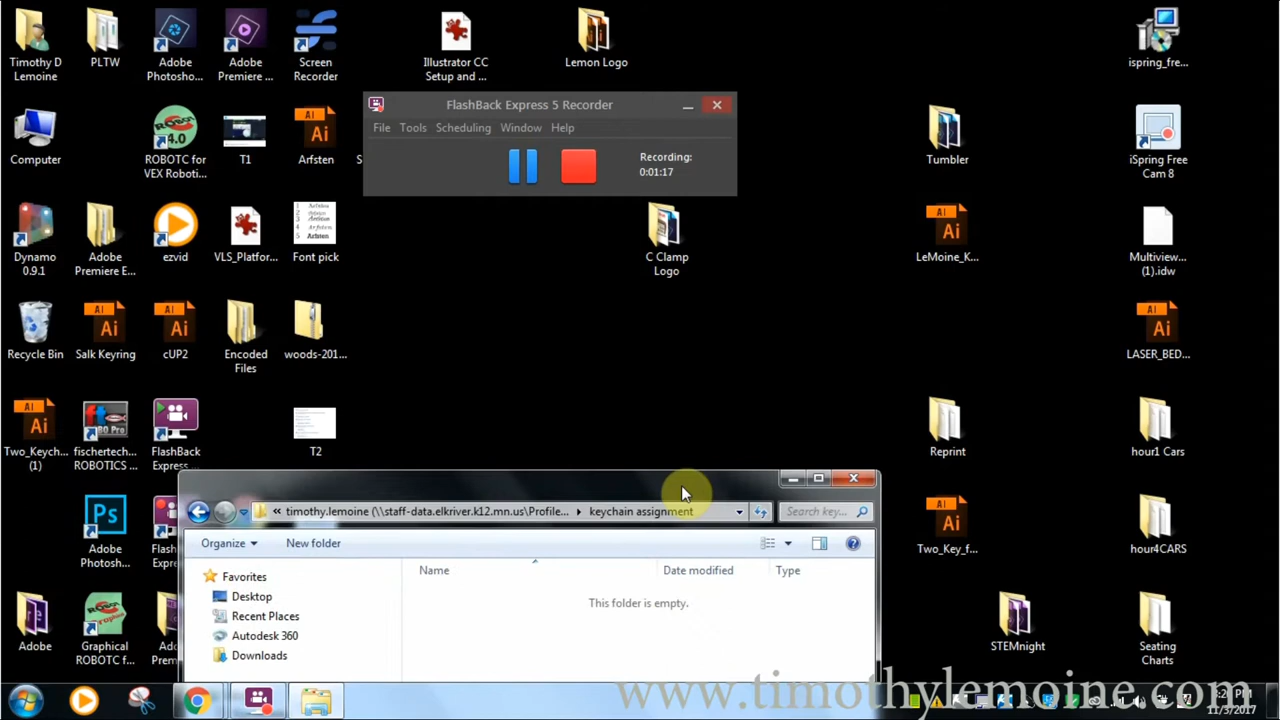 Timothy D
Lemoine
PLTW
Adobe
Photosho...
Adobe
Premiere ...
Screen
Recorder
Illustrator CC
Setup and ...
Lemon Logo
ispring_fre...
FlashBack Express 5 Recorder
File Tools Scheduling Window Help
Recording:
0:01:17
Computer
ROBOTC for
VEX Roboti...
T1
Arfsten
Tumbler
iSpring Free
Cam 8
Dynamo
0.9.1
Adobe
Premiere E...
ezvid
VLS_Platfor...
Font pick
C Clamp
Logo
LeMoine_K...
Multiview...
(1).idw
Recycle Bin
Salk Keyring
cUP2
Encoded
Files
woods-201...
LASER_BED...
Two_Keych...
(1)
fischertech...
ROBOTICS ...
FlashBack
Express ...
T2
Reprint
hour1 Cars
« timothy.lemoine (\\staff-data.elkriver.k12.mn.us\Profile... ▸ keychain assignment
Search key...
Organize New folder
Name Date modified Type
This folder is empty.
Favorites
Desktop
Recent Places
Autodesk 360
Downloads
Adobe
Photosh...
Two_Key_f...
hour4CARS
Adobe
Graphical
ROBOTC f...
STEMnight
Seating
Charts
www.timothylemoine.com
11/3/2017